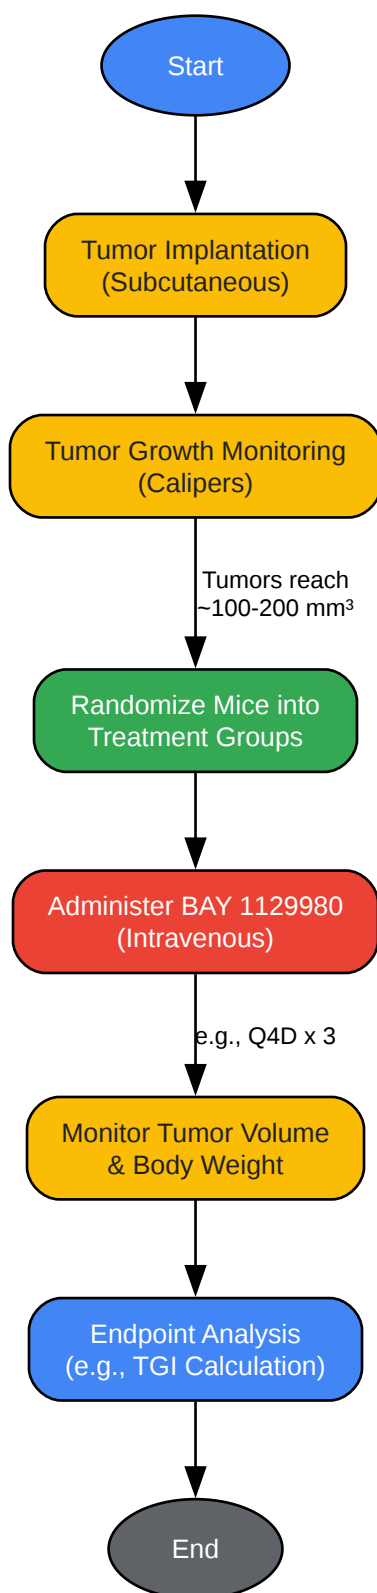 Start
Tumor Implantation
(Subcutaneous)
Tumor Growth Monitoring
(Calipers)
Tumors reach
~100-200 mm³
Randomize Mice into
Treatment Groups
Administer BAY 1129980
(Intravenous)
e.g., Q4D x 3
Monitor Tumor Volume
& Body Weight
Endpoint Analysis
(e.g., TGI Calculation)
End